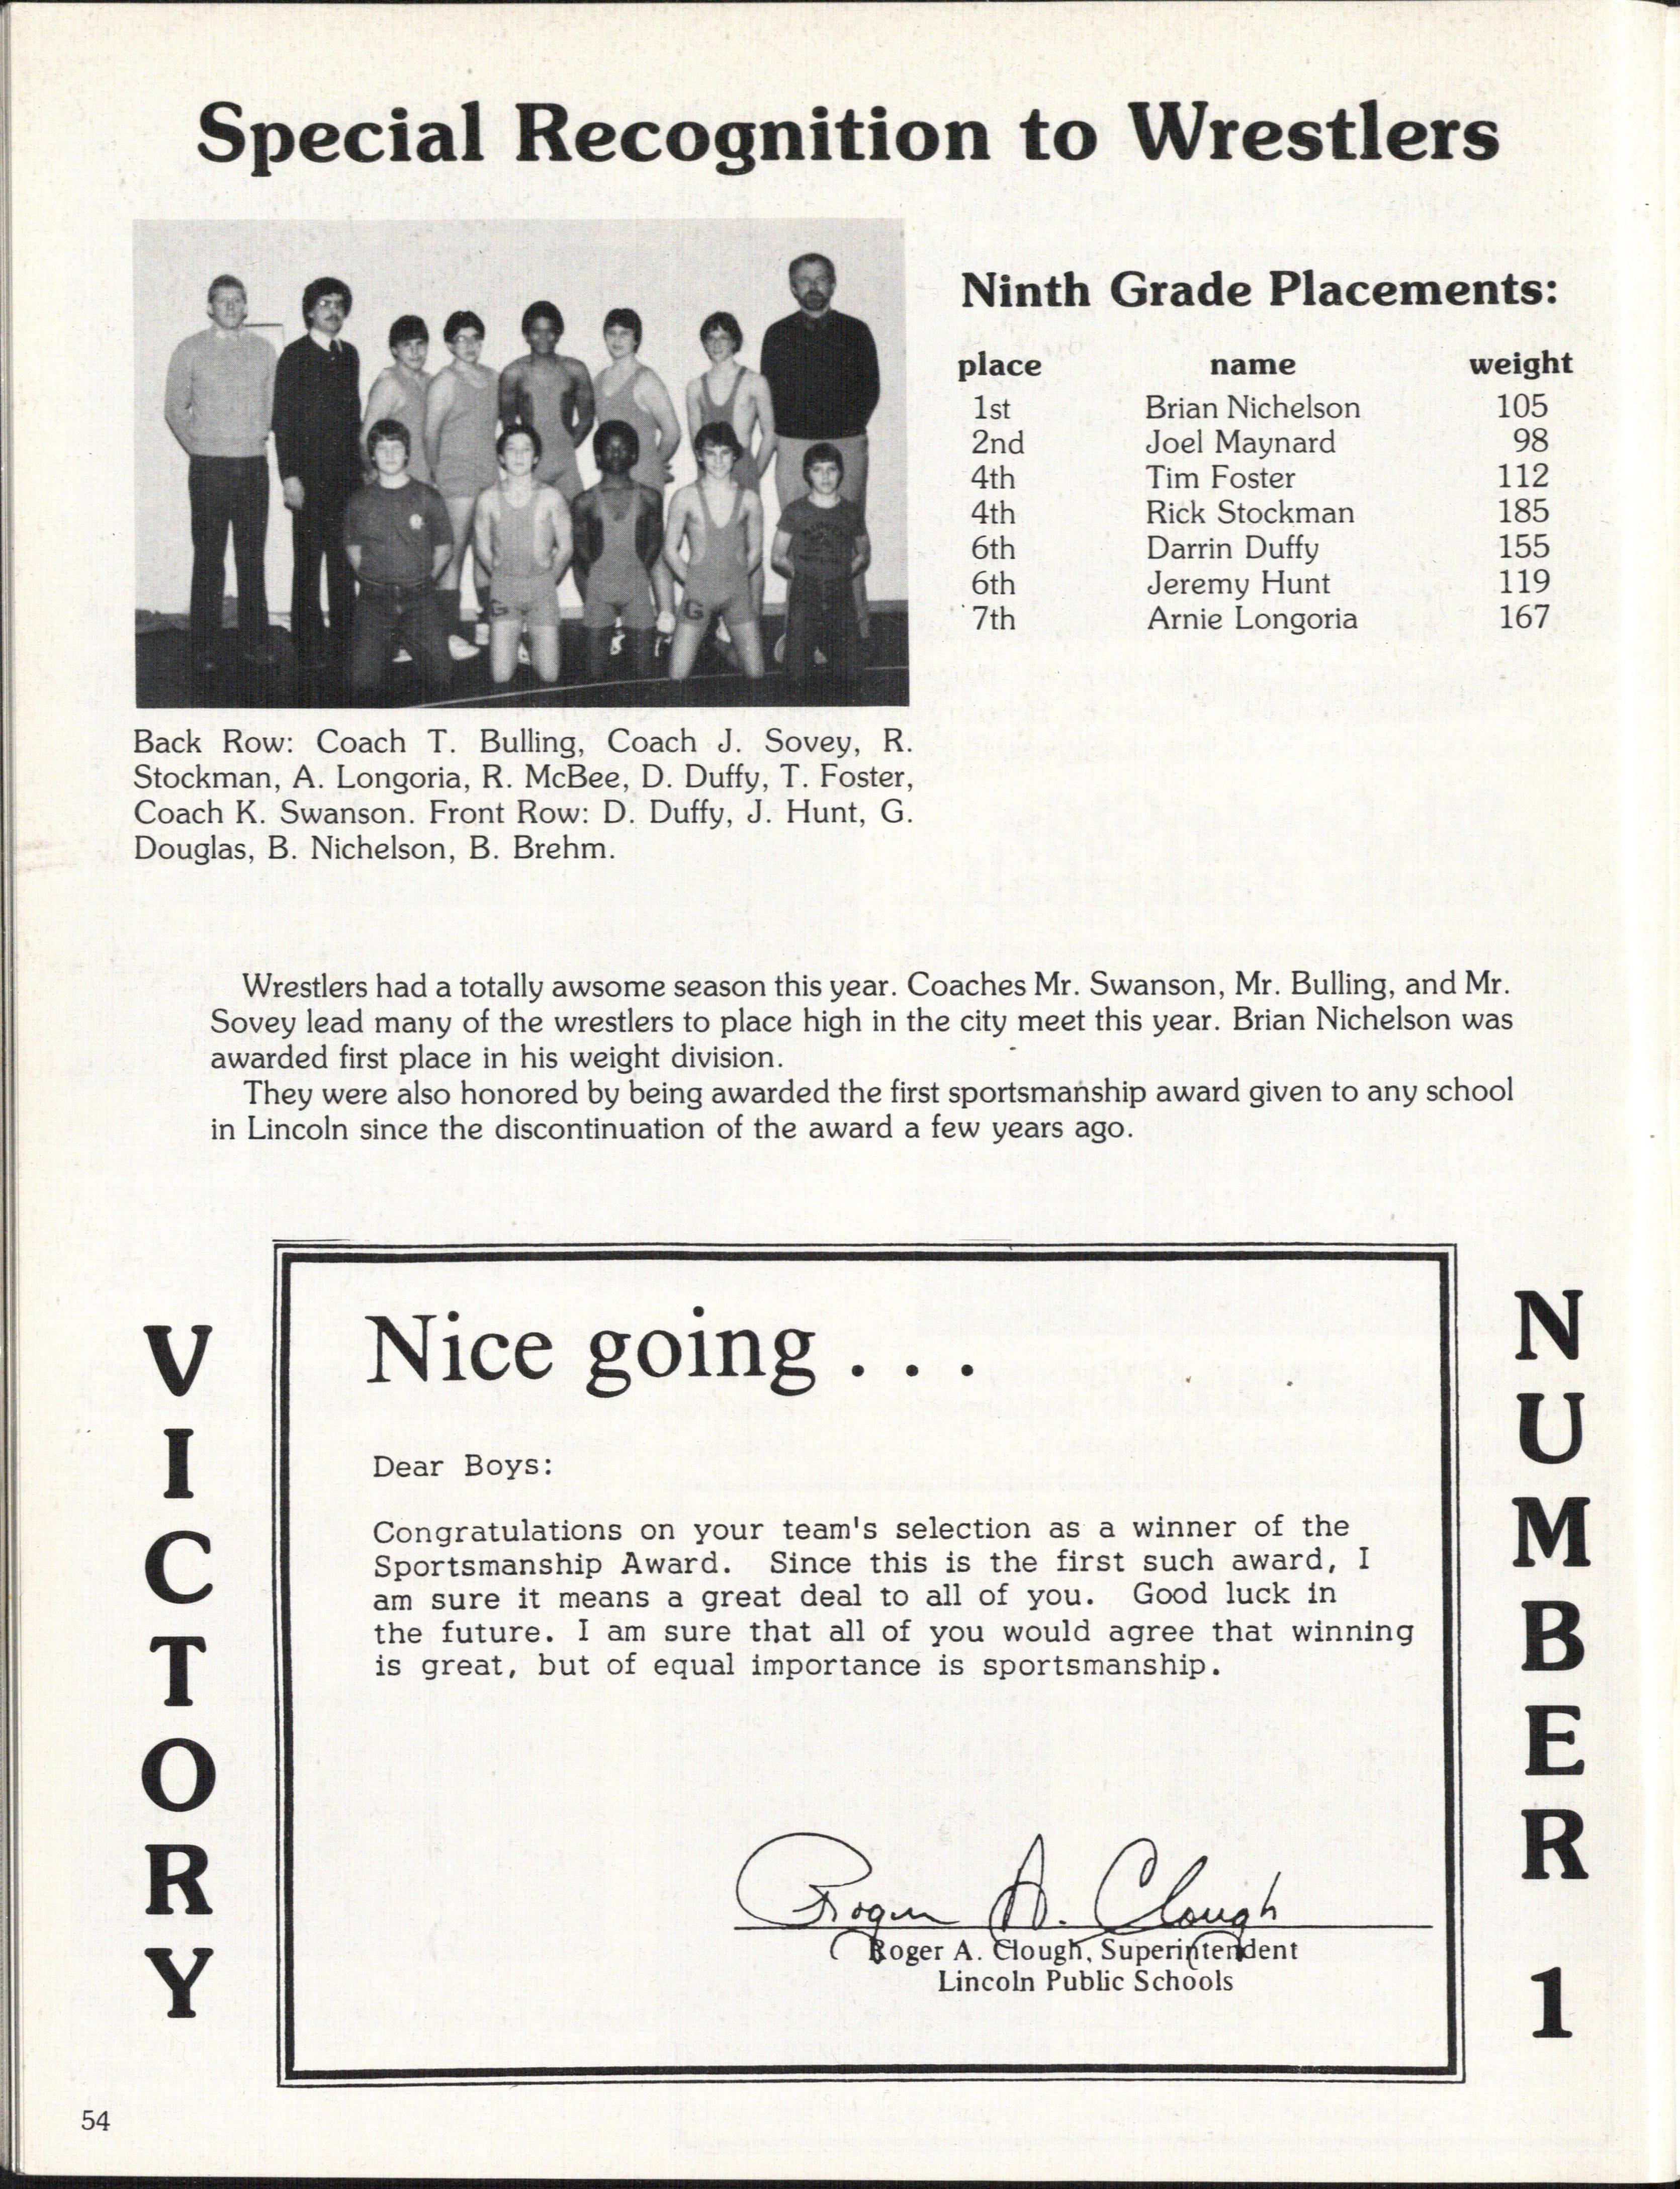 Special Recognition to Wrestlers
Ninth Grade Placements:
place name weight
1st Brian Nichelson 105
2nd Joel Maynard 98
4th Tim Foster 112
4th Rick Stockman 185
6th Darrin Duffy 155
6th Jeremy Hunt 119
7th Arnie Longoria 167
G
G
Back Row: Coach T. Bulling, Coach J. Sovey, R.
Stockman, A. Longoria, R. McBee, D. Duffy, T. Foster,
Coach K. Swanson. Front Row: D. Duffy, J. Hunt, G.
Douglas, B. Nichelson, B. Brehm.
Wrestlers had a totally awsome season this year. Coaches Mr. Swanson, Mr. Bulling, and Mr.
Sovey lead many of the wrestlers to place high in the city meet this year. Brian Nichelson was
awarded first place in his weight division.
They were also honored by being awarded the first sportsmanship award given to any school
in Lincoln since the discontinuation of the award a few years ago.
VICTORY
Nice going . . .
Dear Boys:
Congratulations on your team's selection as a winner of the
Sportsmanship Award. Since this is the first such award, I
am sure it means a great deal to all of you. Good luck in
the future. I am sure that all of you would agree that winning
is great, but of equal importance is sportsmanship.
Roger A. Clough
Roger A. Clough, Superintendent
Lincoln Public Schools
NUMBER 1
54